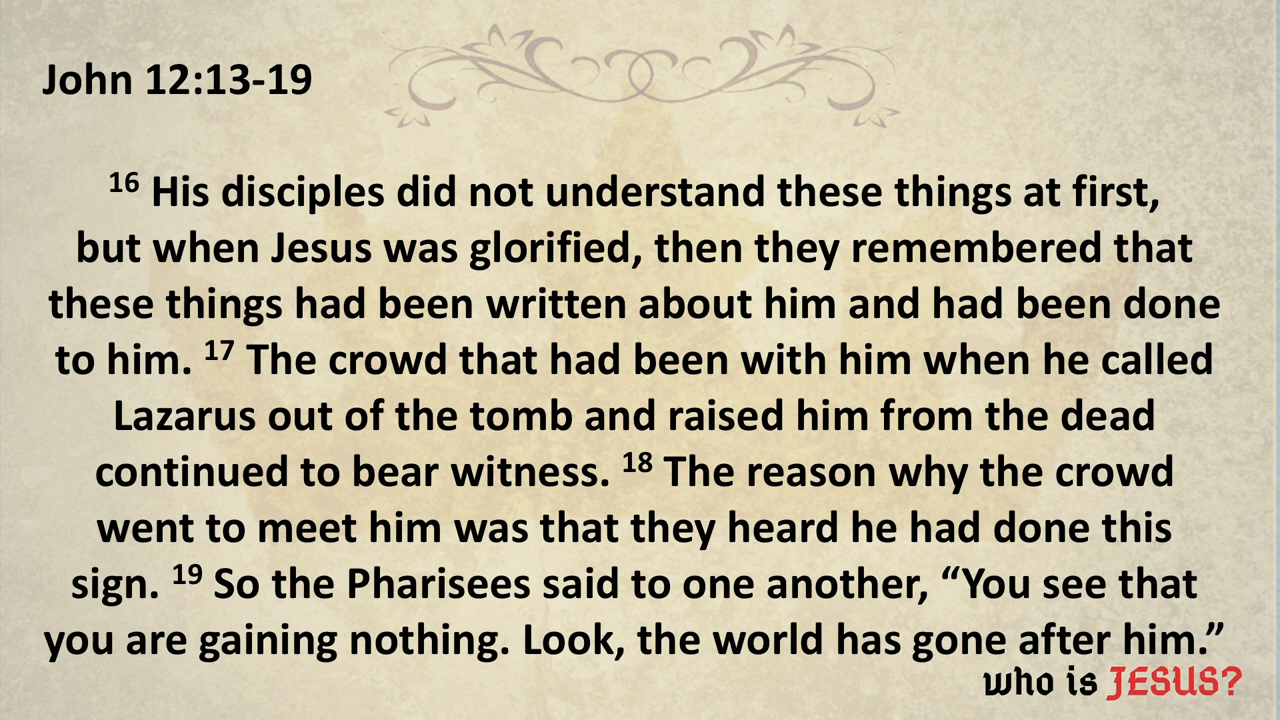 John 12:13-19
16 His disciples did not understand these things at first,
but when Jesus was glorified, then they remembered that
these things had been written about him and had been done
to him. 17 The crowd that had been with him when he called
Lazarus out of the tomb and raised him from the dead
continued to bear witness. 18 The reason why the crowd
went to meet him was that they heard he had done this
sign. 19 So the Pharisees said to one another, “You see that
you are gaining nothing. Look, the world has gone after him.”
who is JESUS?